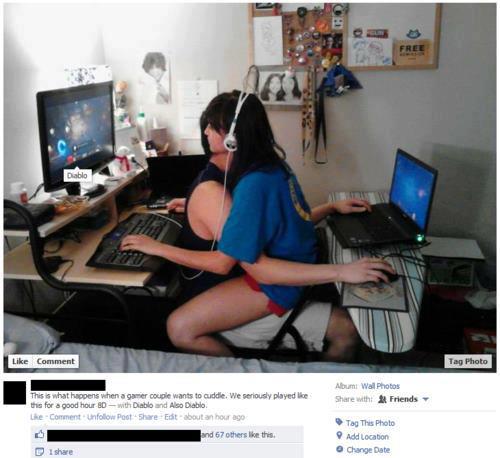 GUN
FREE
Diablo
Like Comment
Tag Photo
This is what happens when a gamer couple wants to cuddle. We seriously played like
this for a good hour 8D — with Diablo and Also Diablo.
Like · Comment · Unfollow Post · Share · Edit · about an hour ago
and 67 others like this.
1 share
Album: Wall Photos
Share with: Friends
Tag This Photo
Add Location
Change Date